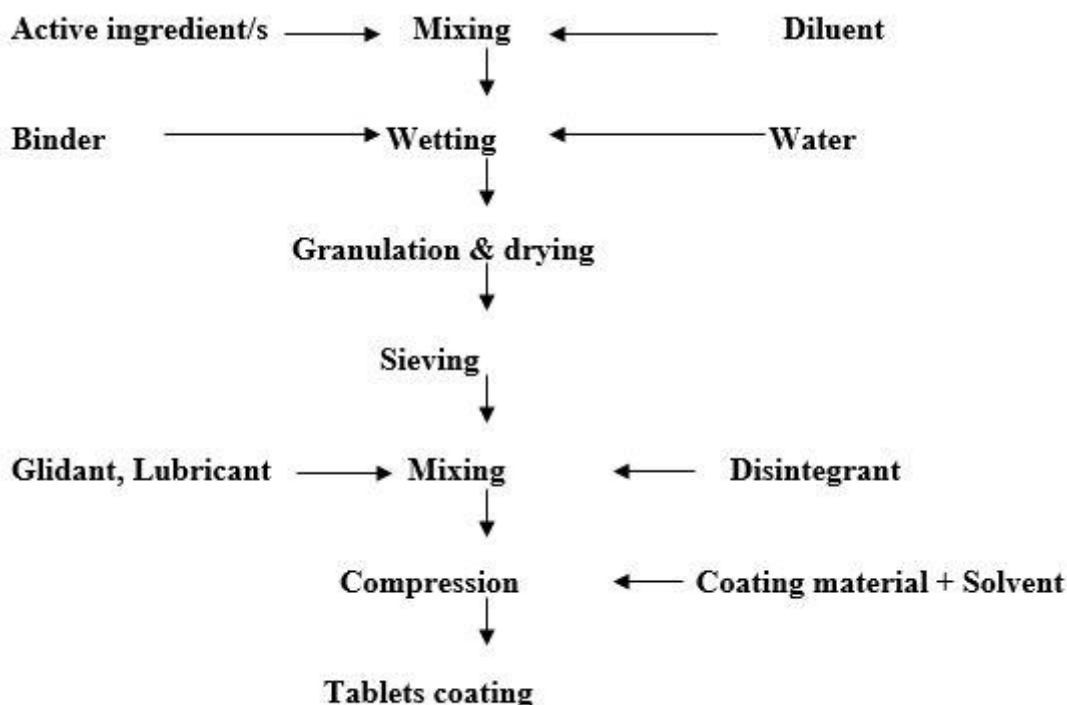 Active ingredient/s Mixing Diluent
Binder Wetting Water
Granulation & drying
Sieving
Glidant, Lubricant Mixing Disintegrant
Compression Coating material + Solvent
Tablets coating